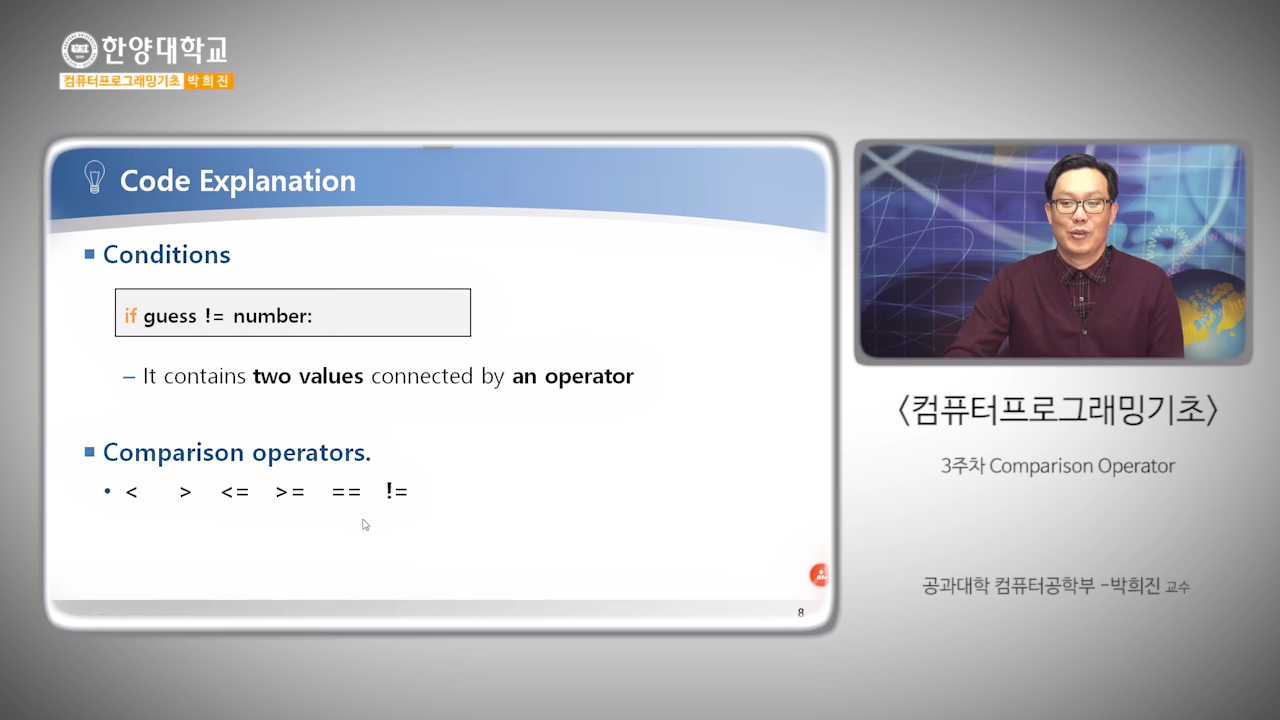 한양대학교
컴퓨터프로그래밍기초 박희진
Code Explanation
Conditions
if guess != number:
– It contains two values connected by an operator
Comparison operators.
• < > <= >= == !=
8
<컴퓨터프로그래밍기초>
3주차 Comparison Operator
공과대학 컴퓨터공학부 -박희진 교수